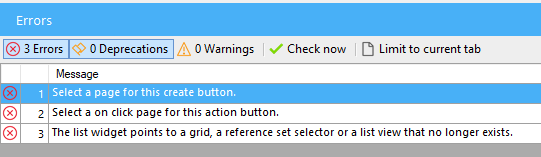 Errors
3 Errors 0 Deprecations 0 Warnings Check now Limit to current tab
Message
1 Select a page for this create button.
2 Select a on click page for this action button.
3 The list widget points to a grid, a reference set selector or a list view that no longer exists.